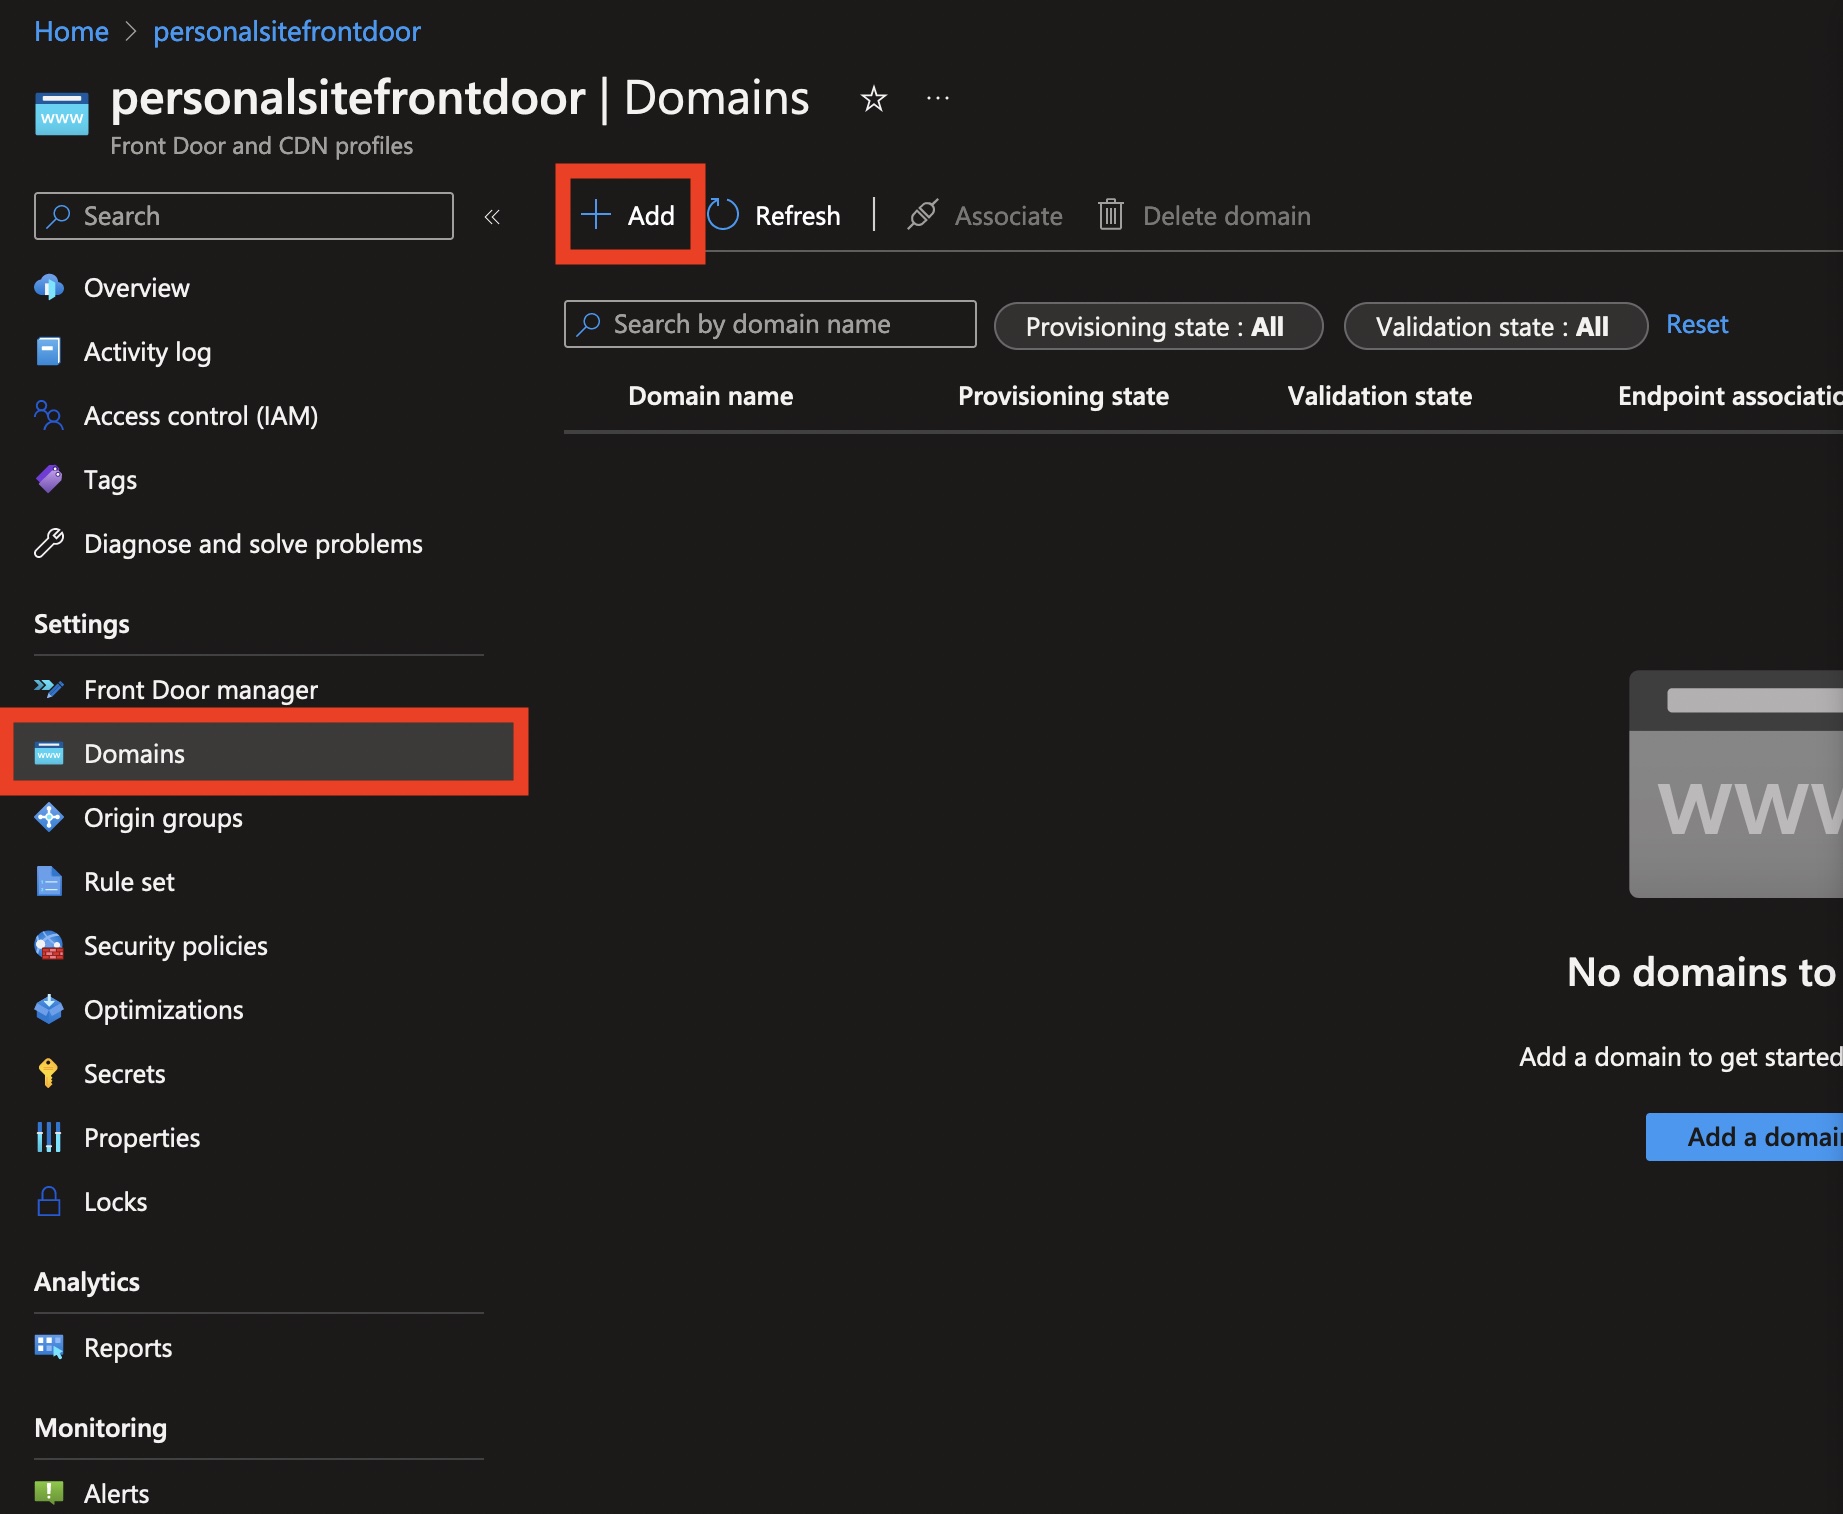 Home > personalsitefrontdoor
personalsitefrontdoor | Domains
Front Door and CDN profiles
Search
Add
Refresh
Associate
Delete domain
Overview
Activity log
Access control (IAM)
Tags
Diagnose and solve problems
Settings
Front Door manager
Domains
Origin groups
Rule set
Security policies
Optimizations
Secrets
Properties
Locks
Analytics
Reports
Monitoring
Alerts
Search by domain name
Provisioning state : All
Validation state : All
Reset
Domain name
Provisioning state
Validation state
Endpoint associatio
www
No domains to
Add a domain to get started
Add a domai